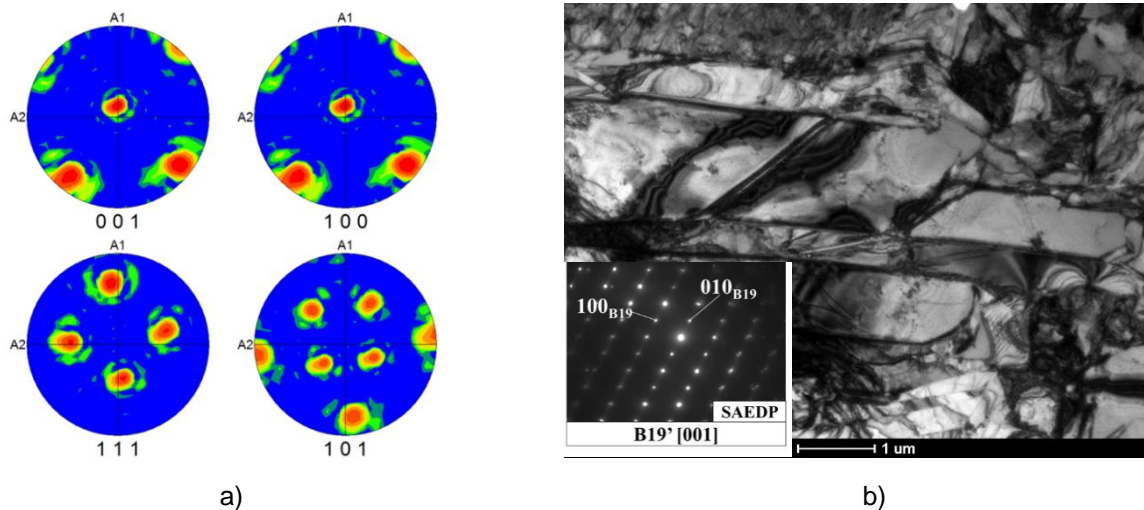 A1
A2
0 0 1
A1
A2
1 0 0
A1
A2
1 1 1
A1
A2
1 0 1
a)
100B19
010B19
SAEDP
B19' [001]
1 um
b)